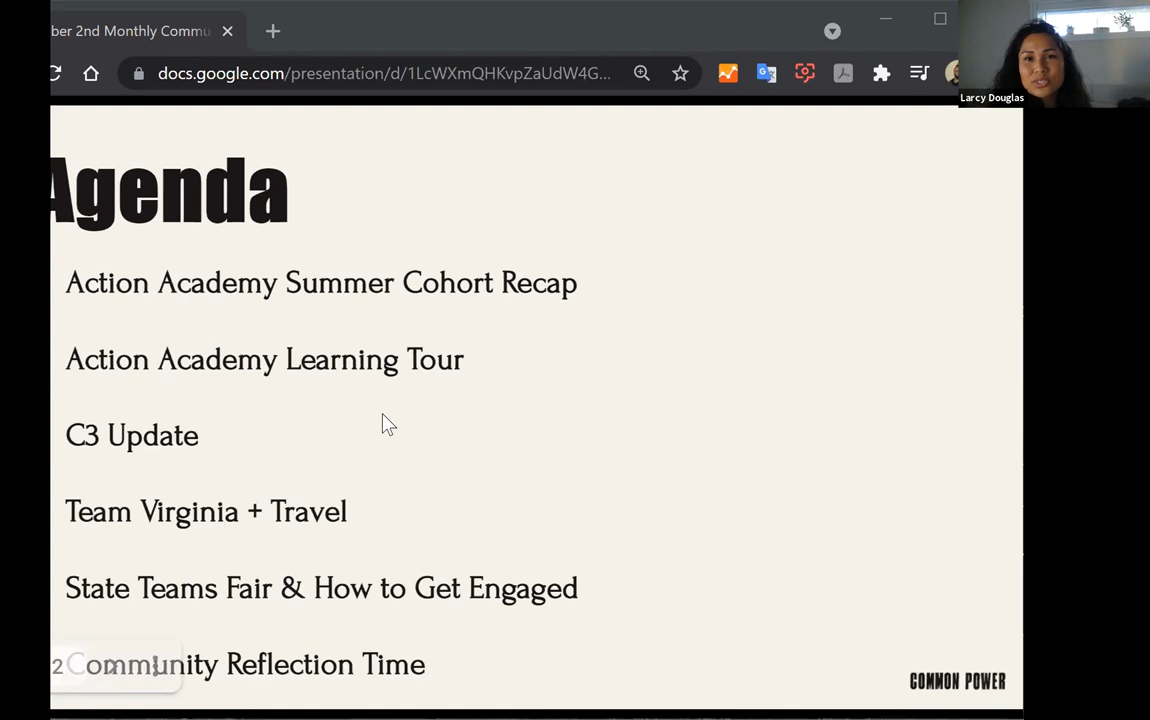 ber 2nd Monthly Commu
docs.google.com/presentation/d/1LcWXmQHKvpZaUdW4G...
Larcy Douglas
Agenda
Action Academy Summer Cohort Recap
Action Academy Learning Tour
C3 Update
Team Virginia + Travel
State Teams Fair & How to Get Engaged
2
Community Reflection Time
COMMON POWER